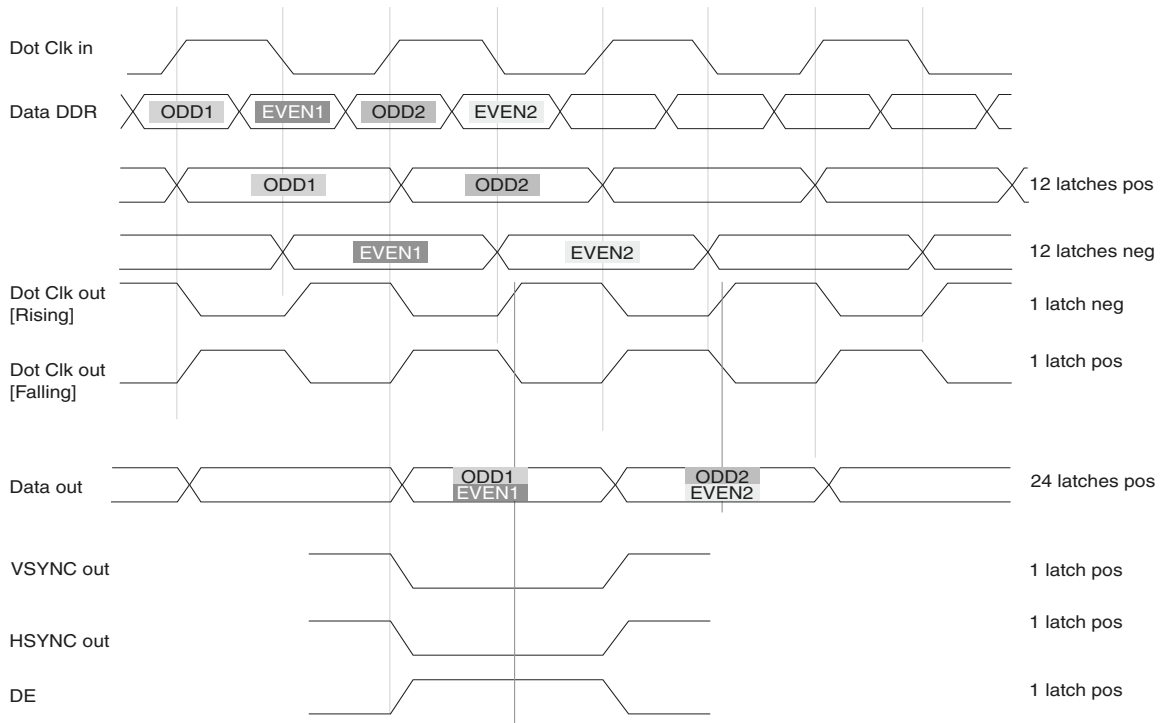 Dot Clk in
Data DDR
ODD1
EVEN1
ODD2
EVEN2
ODD1
ODD2
12 latches pos
EVEN1
EVEN2
12 latches neg
Dot Clk out
[Rising]
1 latch neg
Dot Clk out
[Falling]
1 latch pos
Data out
ODD1
EVEN1
ODD2
EVEN2
24 latches pos
VSYNC out
1 latch pos
HSYNC out
1 latch pos
DE
1 latch pos